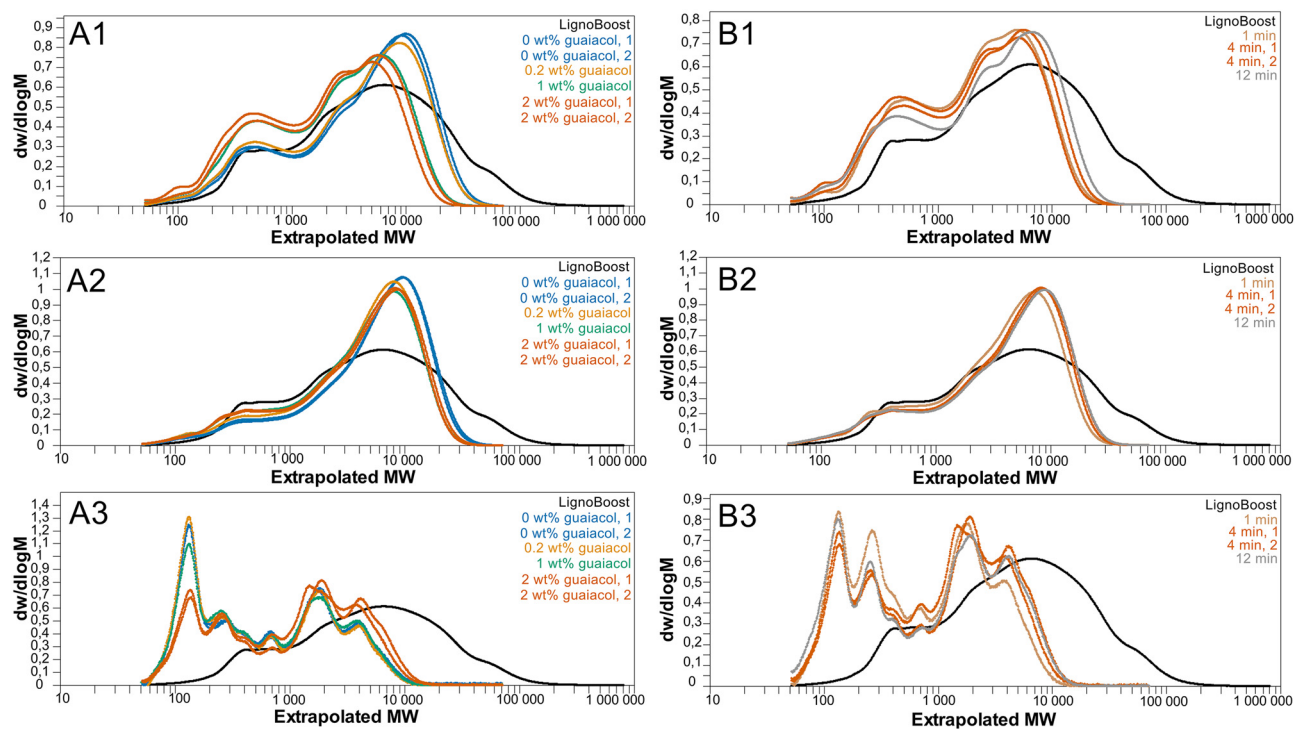 A1
LignoBoost
0 wt% guaiacol, 1
0 wt% guaiacol, 2
0.2 wt% guaiacol
1 wt% guaiacol
2 wt% guaiacol, 1
2 wt% guaiacol, 2
dw/dlogM
0,9
0,8
0,7
0,6
0,5
0,4
0,3
0,2
0,1
0
10 100 1 000 10 000 100 000 1 000 000
Extrapolated MW
B1
LignoBoost
1 min
4 min, 1
4 min, 2
12 min
dw/dlogM
0,8
0,7
0,6
0,5
0,4
0,3
0,2
0,1
0
10 100 1 000 10 000 100 000 1 000 000
Extrapolated MW
A2
LignoBoost
0 wt% guaiacol, 1
0 wt% guaiacol, 2
0.2 wt% guaiacol
1 wt% guaiacol
2 wt% guaiacol, 1
2 wt% guaiacol, 2
dw/dlogM
1,2
1,1
1
0,9
0,8
0,7
0,6
0,5
0,4
0,3
0,2
0,1
0
10 100 1 000 10 000 100 000 1 000 000
Extrapolated MW
B2
LignoBoost
1 min
4 min, 1
4 min, 2
12 min
dw/dlogM
1,2
1,1
1
0,9
0,8
0,7
0,6
0,5
0,4
0,3
0,2
0,1
0
10 100 1 000 10 000 100 000 1 000 000
Extrapolated MW
A3
LignoBoost
0 wt% guaiacol, 1
0 wt% guaiacol, 2
0.2 wt% guaiacol
1 wt% guaiacol
2 wt% guaiacol, 1
2 wt% guaiacol, 2
dw/dlogM
1,4
1,3
1,2
1,1
1
0,9
0,8
0,7
0,6
0,5
0,4
0,3
0,2
0,1
0
10 100 1 000 10 000 100 000 1 000 000
Extrapolated MW
B3
LignoBoost
1 min
4 min, 1
4 min, 2
12 min
dw/dlogM
0,9
0,8
0,7
0,6
0,5
0,4
0,3
0,2
0,1
0
10 100 1 000 10 000 100 000 1 000 000
Extrapolated MW